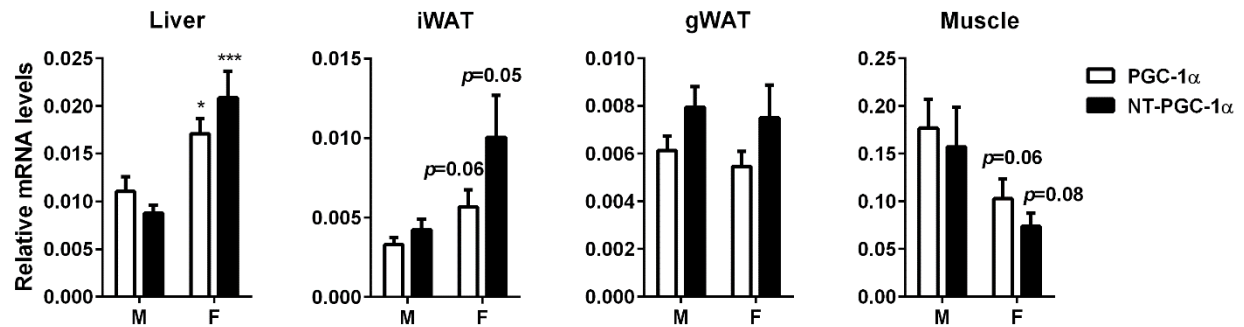 Liver
iWAT
gWAT
Muscle
Relative mRNA levels
0.025
0.020
0.015
0.010
0.005
0.000
*
***
M
F
0.015
0.010
0.005
0.000
p=0.06
p=0.05
M
F
0.010
0.008
0.006
0.004
0.002
0.000
M
F
0.25
0.20
0.15
0.10
0.05
0.00
p=0.06
p=0.08
M
F
PGC-1α
NT-PGC-1α